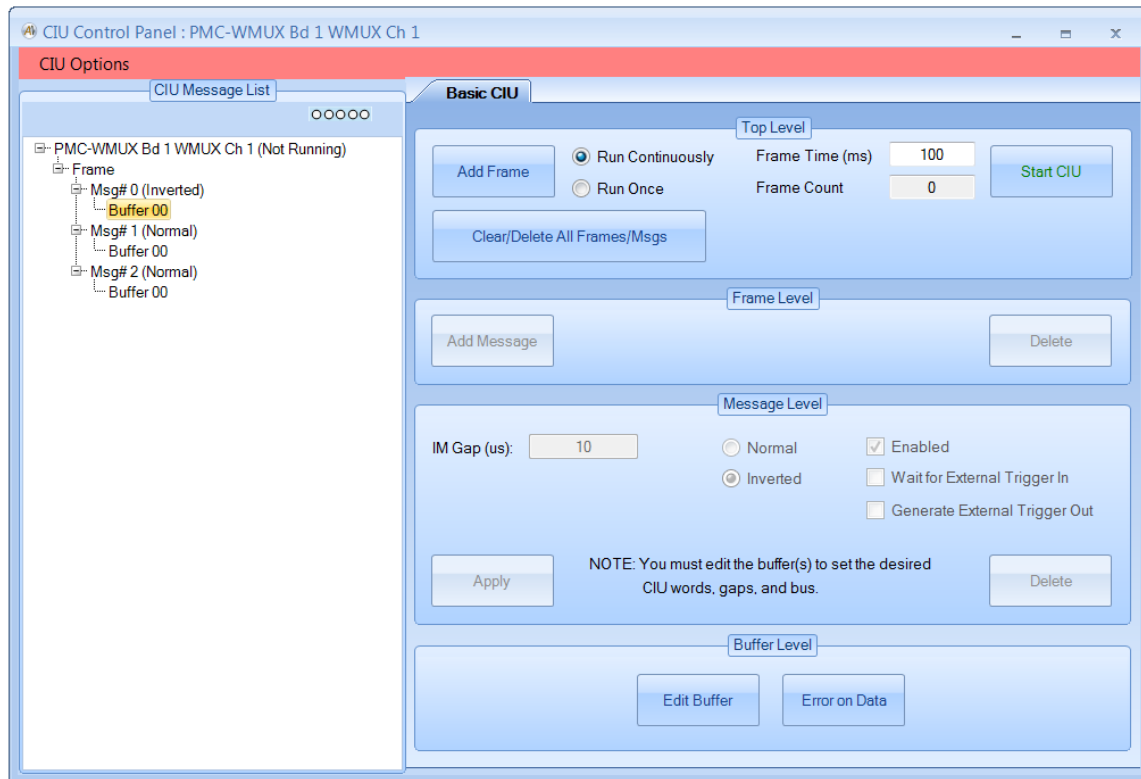 CIU Control Panel : PMC-WMUX Bd 1 WMUX Ch 1
CIU Options
CIU Message List
PMC-WMUX Bd 1 WMUX Ch 1 (Not Running)
Frame
Msg# 0 (Inverted)
Buffer 00
Msg# 1 (Normal)
Buffer 00
Msg# 2 (Normal)
Buffer 00
Basic CIU
Top Level
Add Frame
Run Continuously
Run Once
Frame Time (ms) 100
Frame Count 0
Start CIU
Clear/Delete All Frames/Msgs
Frame Level
Add Message
Delete
Message Level
IM Gap (us): 10
Normal
Inverted
Enabled
Wait for External Trigger In
Generate External Trigger Out
Apply
NOTE: You must edit the buffer(s) to set the desired
CIU words, gaps, and bus.
Delete
Buffer Level
Edit Buffer
Error on Data